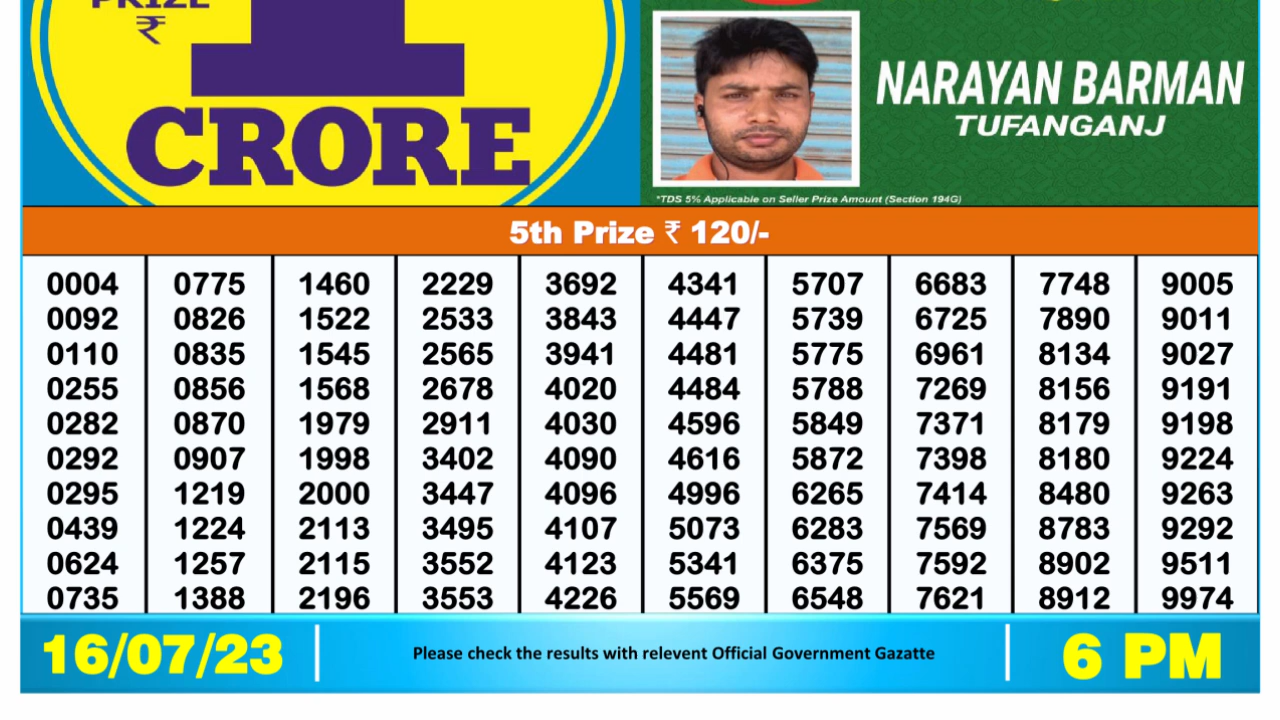 PRIZE
₹
1
CRORE
NARAYAN BARMAN
TUFANGANJ
*TDS 5% Applicable on Seller Prize Amount (Section 194G)
5th Prize ₹ 120/-
0004 0775 1460 2229 3692 4341 5707 6683 7748 9005
0092 0826 1522 2533 3843 4447 5739 6725 7890 9011
0110 0835 1545 2565 3941 4481 5775 6961 8134 9027
0255 0856 1568 2678 4020 4484 5788 7269 8156 9191
0282 0870 1979 2911 4030 4596 5849 7371 8179 9198
0292 0907 1998 3402 4090 4616 5872 7398 8180 9224
0295 1219 2000 3447 4096 4996 6265 7414 8480 9263
0439 1224 2113 3495 4107 5073 6283 7569 8783 9292
0624 1257 2115 3552 4123 5341 6375 7592 8902 9511
0735 1388 2196 3553 4226 5569 6548 7621 8912 9974
16/07/23 Please check the results with relevent Official Government Gazatte 6 PM